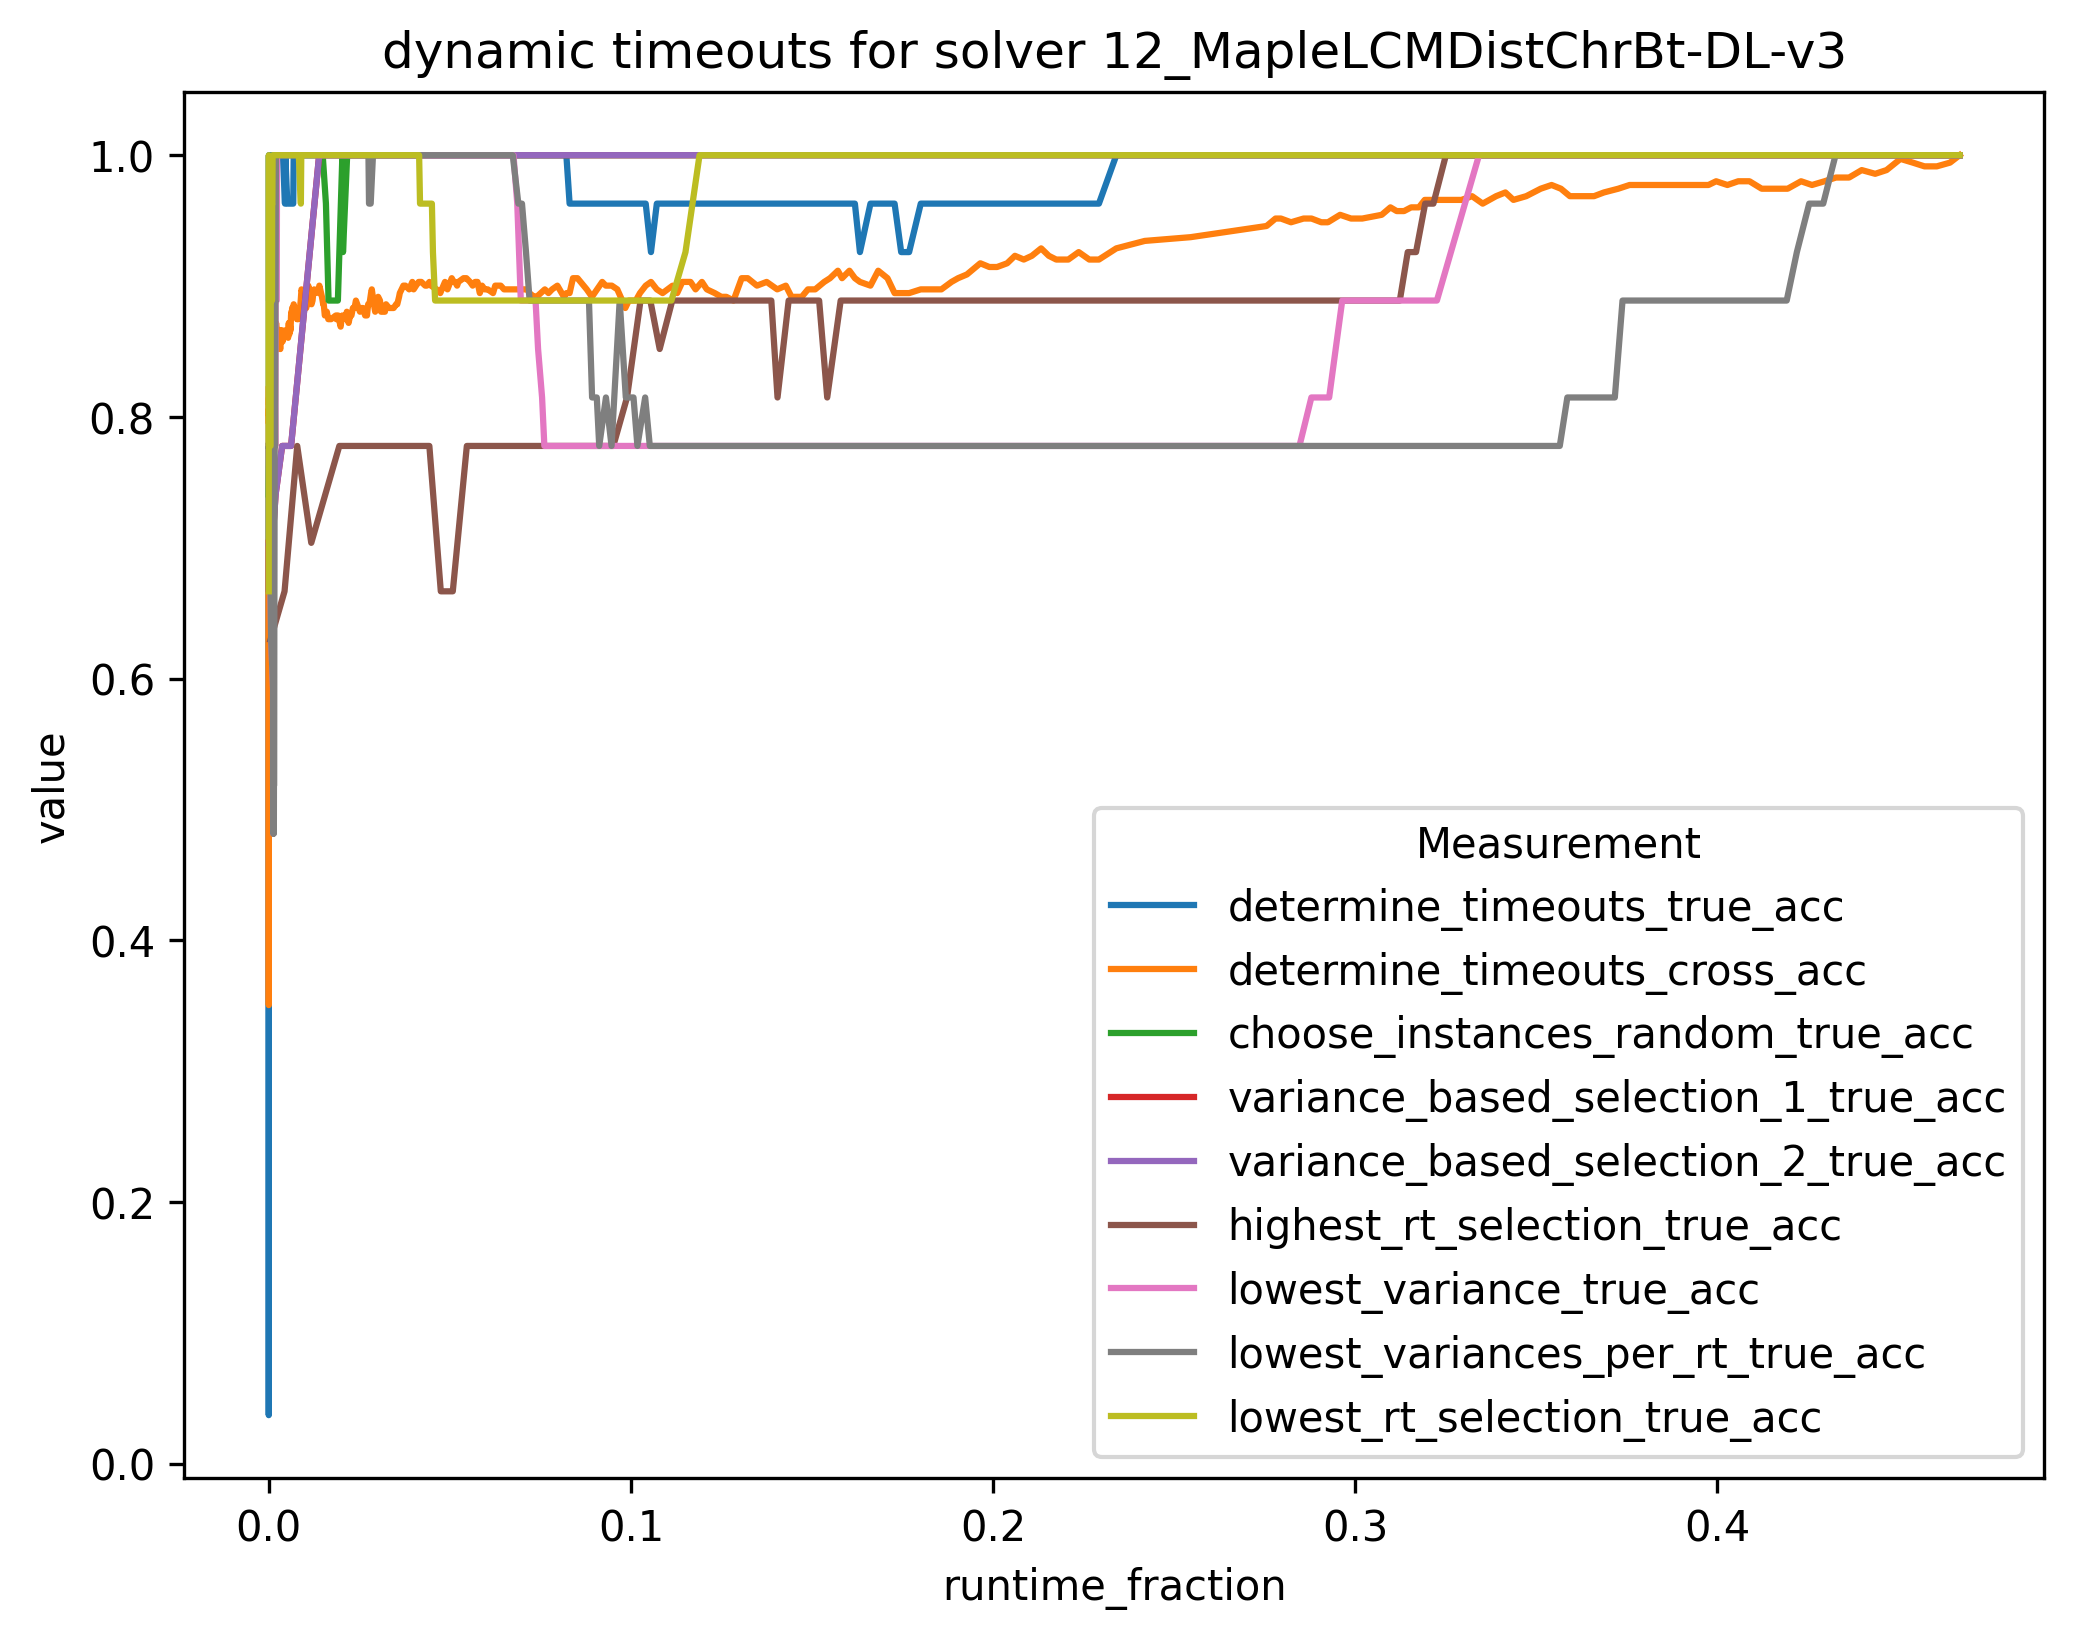 dynamic timeouts for solver 12_MapleLCMDistChrBt-DL-v3
1.0
0.8
0.6
0.4
0.2
0.0
value
0.0
0.1
0.2
0.3
0.4
runtime_fraction
Measurement
determine_timeouts_true_acc
determine_timeouts_cross_acc
choose_instances_random_true_acc
variance_based_selection_1_true_acc
variance_based_selection_2_true_acc
highest_rt_selection_true_acc
lowest_variance_true_acc
lowest_variances_per_rt_true_acc
lowest_rt_selection_true_acc